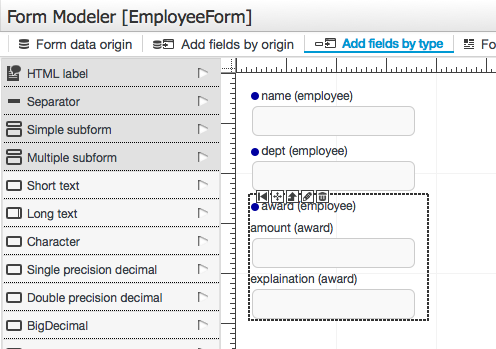 Form Modeler [EmployeeForm]
Form data origin
Add fields by origin
Add fields by type
Fo
HTML label
Separator
Simple subform
Multiple subform
Short text
Long text
Character
Single precision decimal
Double precision decimal
BigDecimal
name (employee)
dept (employee)
award (employee)
amount (award)
explaination (award)